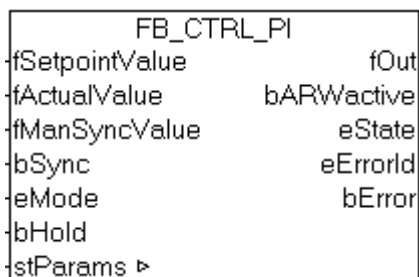 FB_CTRL_PI
fSetpointValue fOut
fActualValue bARWactive
fManSyncValue eState
bSync eErrorId
eMode bError
bHold
stParams ▹